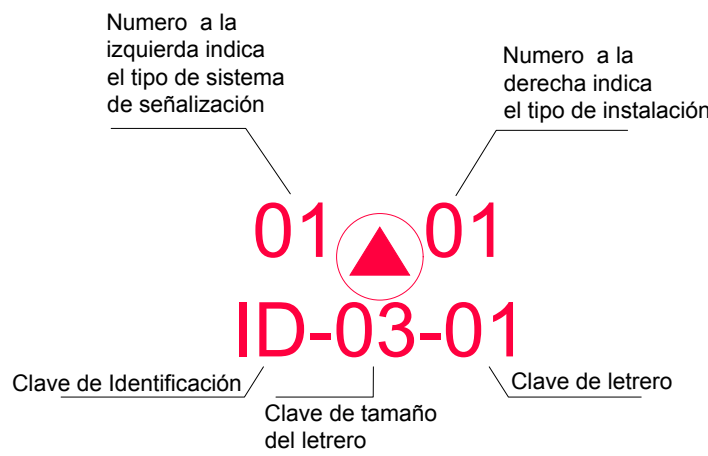 Numero a la
izquierda indica
el tipo de sistema
de señalización
Numero a la
derecha indica
el tipo de instalación
01 01
ID-03-01
Clave de Identificación
Clave de tamaño
del letrero
Clave de letrero